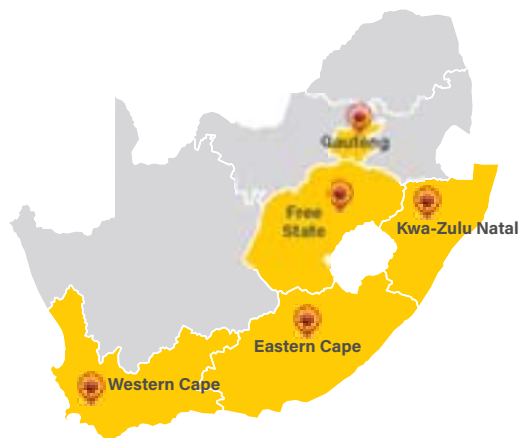 Gauteng
Free
State
Kwa-Zulu Natal
Eastern Cape
Western Cape